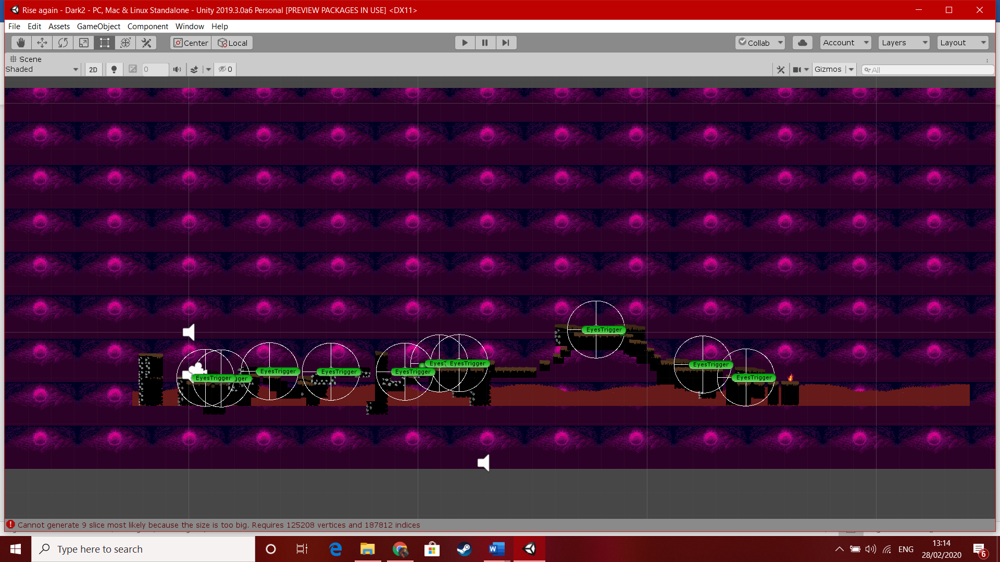 Rise again - Dark2 - PC, Mac & Linux Standalone - Unity 2019.3.0a6 Personal [PREVIEW PACKAGES IN USE] <DX11>
File Edit Assets GameObject Component Window Help
Center Local Collab Account Layers Layout
Scene
Shaded 2D 0 0 Gizmos All
EyesTrigger
EyesTrigger
EyesTrigger EyesTrigger
EyesTrigger gger EyesTrigger EyesTrigger EyesTrigger EyesTrigger
Cannot generate 9 slice most likely because the size is too big. Requires 125208 vertices and 187812 indices
Type here to search
ENG
13:14
28/02/2020
6